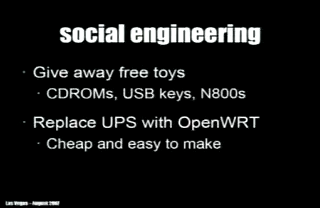 social engineering
· Give away free toys
· CDROMs, USB keys, N800s
· Replace UPS with OpenWRT
· Cheap and easy to make
Las Vegas – August 2007